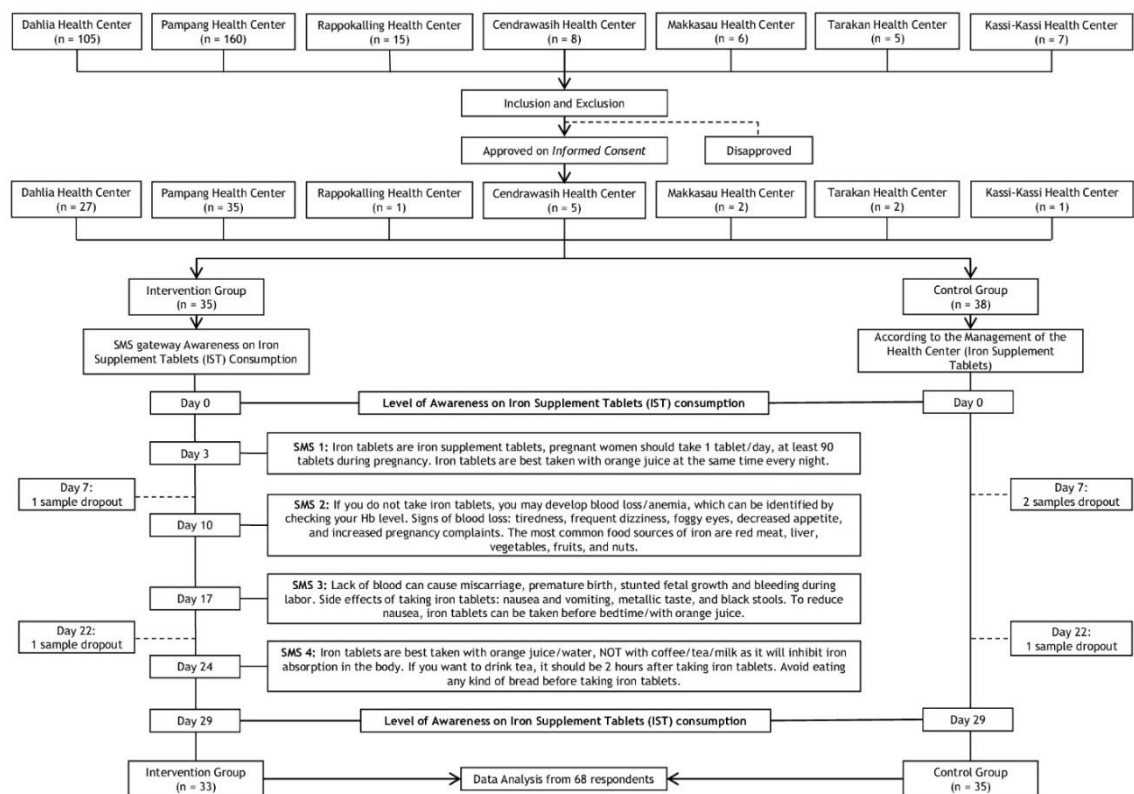 Dahlia Health Center
(n = 105)
Pampang Health Center
(n = 160)
Rappokalling Health Center
(n = 15)
Cendrawasih Health Center
(n = 8)
Makkasau Health Center
(n = 6)
Tarakan Health Center
(n = 5)
Kassi-Kassi Health Center
(n = 7)
Inclusion and Exclusion
Approved on Informed Consent
Disapproved
Dahlia Health Center
(n = 27)
Pampang Health Center
(n = 35)
Rappokalling Health Center
(n = 1)
Cendrawasih Health Center
(n = 5)
Makkasau Health Center
(n = 2)
Tarakan Health Center
(n = 2)
Kassi-Kassi Health Center
(n = 1)
Intervention Group
(n = 35)
Control Group
(n = 38)
SMS gateway Awareness on Iron
Supplement Tablets (IST) Consumption
According to the Management of the
Health Center (Iron Supplement
Tablets)
Day 0
Level of Awareness on Iron Supplement Tablets (IST) consumption
Day 0
Day 3
SMS 1: Iron tablets are iron supplement tablets, pregnant women should take 1 tablet/day, at least 90
tablets during pregnancy. Iron tablets are best taken with orange juice at the same time every night.
Day 7:
1 sample dropout
Day 7:
2 samples dropout
Day 10
SMS 2: If you do not take iron tablets, you may develop blood loss/anemia, which can be identified by
checking your Hb level. Signs of blood loss: tiredness, frequent dizziness, foggy eyes, decreased appetite,
and increased pregnancy complaints. The most common food sources of iron are red meat, liver,
vegetables, fruits, and nuts.
Day 17
SMS 3: Lack of blood can cause miscarriage, premature birth, stunted fetal growth and bleeding during
labor. Side effects of taking iron tablets: nausea and vomiting, metallic taste, and black stools. To reduce
nausea, iron tablets can be taken before bedtime/with orange juice.
Day 22:
1 sample dropout
Day 22:
1 sample dropout
Day 24
SMS 4: Iron tablets are best taken with orange juice/water, NOT with coffee/tea/milk as it will inhibit iron
absorption in the body. If you want to drink tea, it should be 2 hours after taking iron tablets. Avoid eating
any kind of bread before taking iron tablets.
Day 29
Level of Awareness on Iron Supplement Tablets (IST) consumption
Day 29
Intervention Group
(n = 33)
Data Analysis from 68 respondents
Control Group
(n = 35)